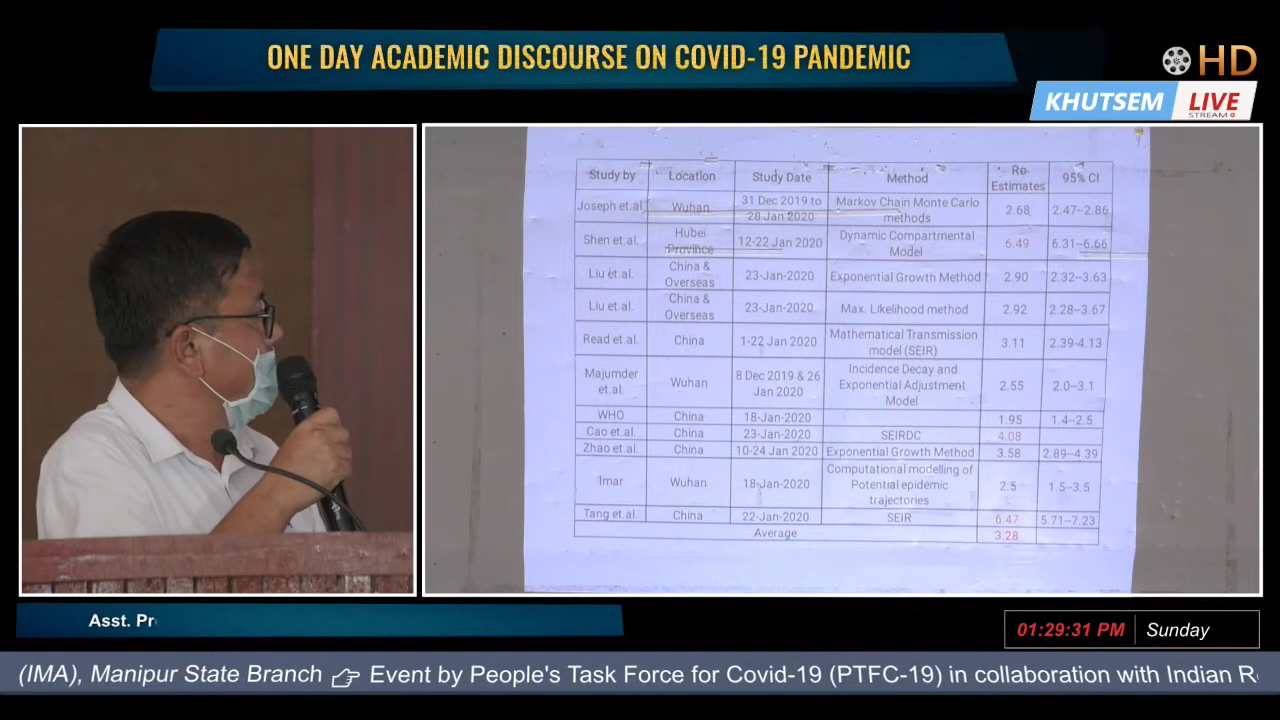 ONE DAY ACADEMIC DISCOURSE ON COVID-19 PANDEMIC
HD
KHUTSEM LIVE
STREAM
Study by Location Study Date Method Ro Estimates 95% CI
Joseph et.al. Wuhan 31 Dec 2019 to 28 Jan 2020 Markov Chain Monte Carlo methods 2.68 2.47--2.86
Shen et.al. Hubei Province 12-22 Jan 2020 Dynamic Compartmental Model 6.49 6.31--6.66
Liu et.al. China & Overseas 23-Jan-2020 Exponential Growth Method 2.90 2.32--3.63
Liu et.al. China & Overseas 23-Jan-2020 Max. Likelihood method 2.92 2.28--3.67
Read et.al. China 1-22 Jan 2020 Mathematical Transmission model (SEIR) 3.11 2.39-4.13
Majumder et.al. Wuhan 8 Dec 2019 & 26 Jan 2020 Incidence Decay and Exponential Adjustment Model 2.55 2.0--3.1
WHO China 18-Jan-2020 1.95 1.4--2.5
Cao et.al. China 23-Jan-2020 SEIRDC 4.08
Zhao et.al. China 10-24 Jan 2020 Exponential Growth Method 3.58 2.89--4.39
Imar Wuhan 18-Jan-2020 Computational modelling of Potential epidemic trajectories 2.5 1.5--3.5
Tang et.al. China 22-Jan-2020 SEIR 6.47 5.71--7.23
Average 3.28
Asst. Pr
01:29:31 PM Sunday
(IMA), Manipur State Branch Event by People's Task Force for Covid-19 (PTFC-19) in collaboration with Indian R